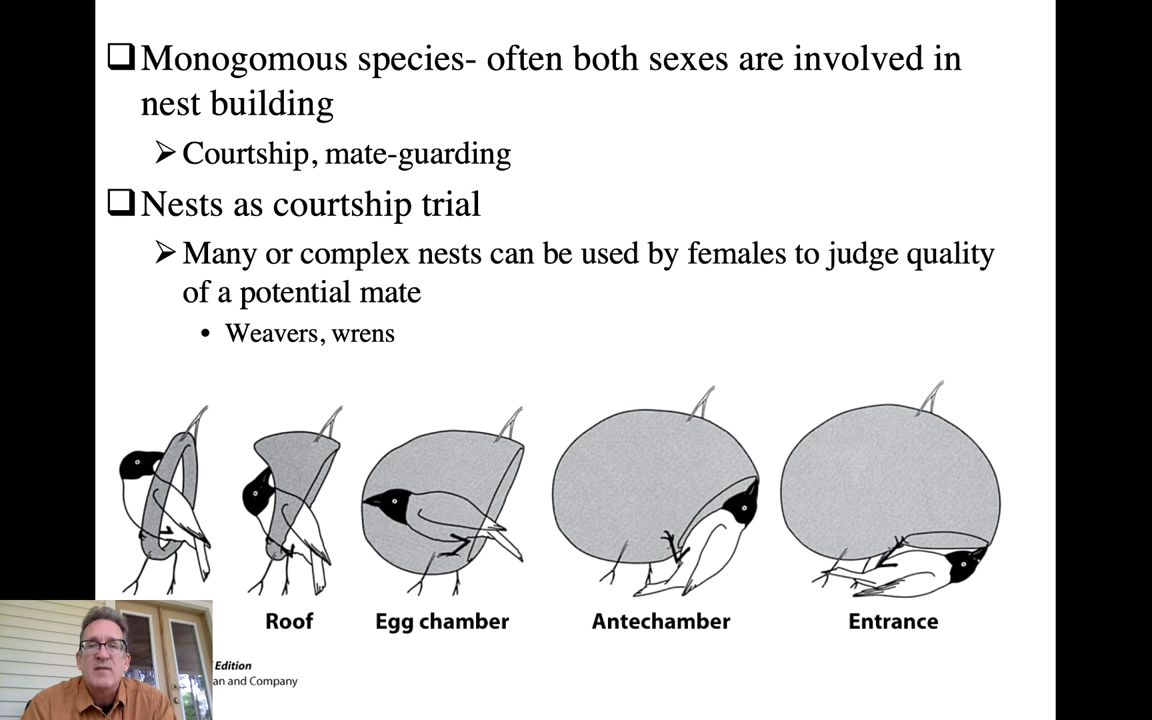 Monogomous species- often both sexes are involved in
nest building
Courtship, mate-guarding
Nests as courtship trial
Many or complex nests can be used by females to judge quality
of a potential mate
Weavers, wrens
Roof Egg chamber Antechamber Entrance
Edition
an and Company